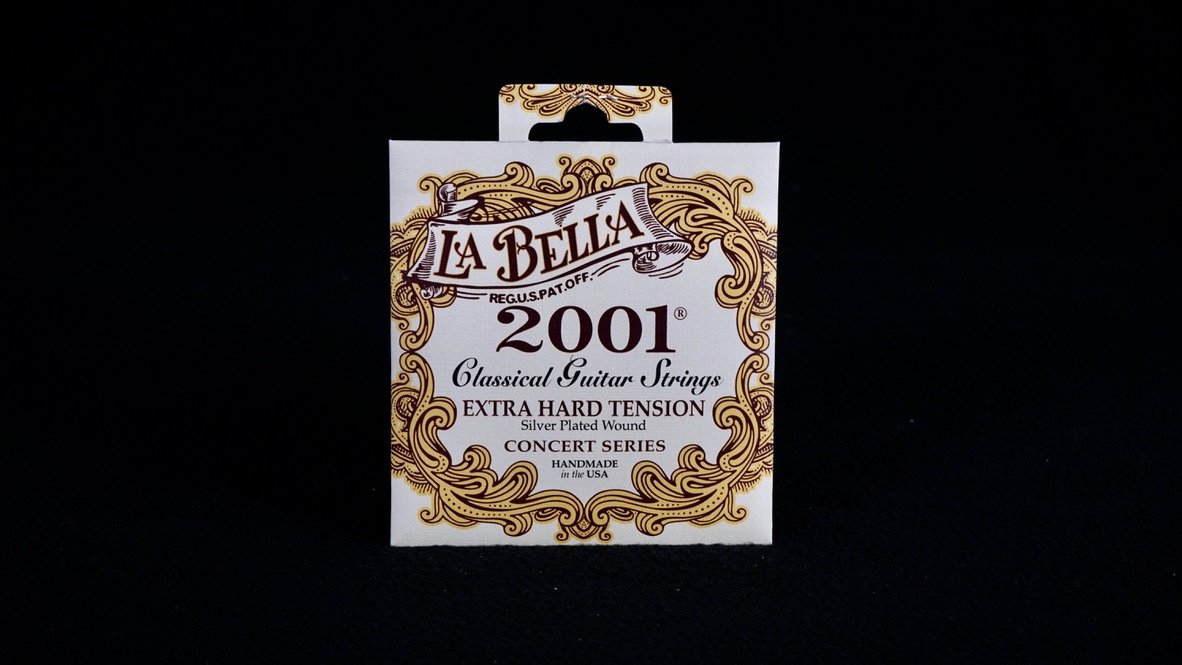 LA BELLA
REG.U.S.PAT.OFF.
2001®
Classical Guitar Strings
EXTRA HARD TENSION
Silver Plated Wound
CONCERT SERIES
HANDMADE
in the USA